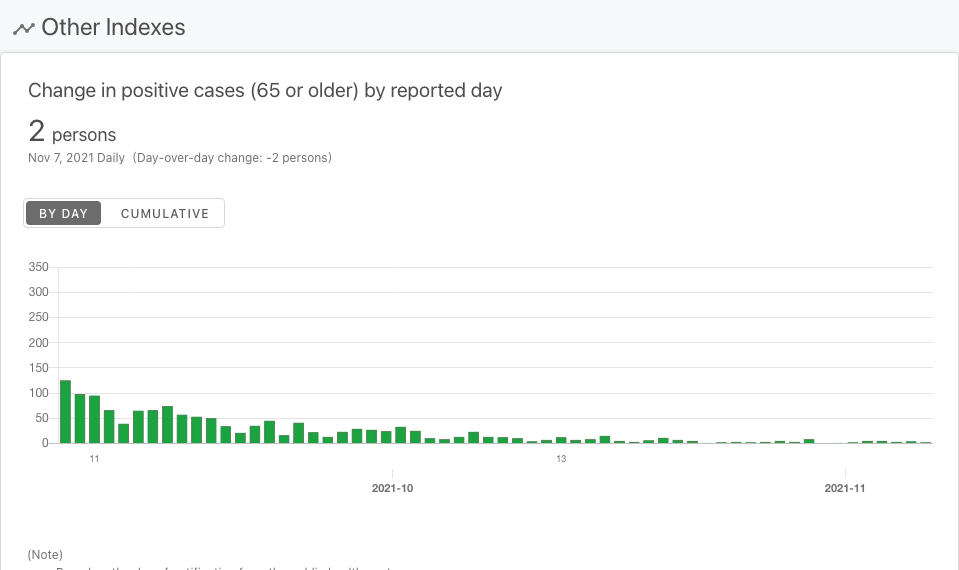 Other Indexes
Change in positive cases (65 or older) by reported day
2 persons
Nov 7, 2021 Daily (Day-over-day change: -2 persons)
BY DAY CUMULATIVE
350
300
250
200
150
100
50
0
11 13
2021-10 2021-11
(Note)